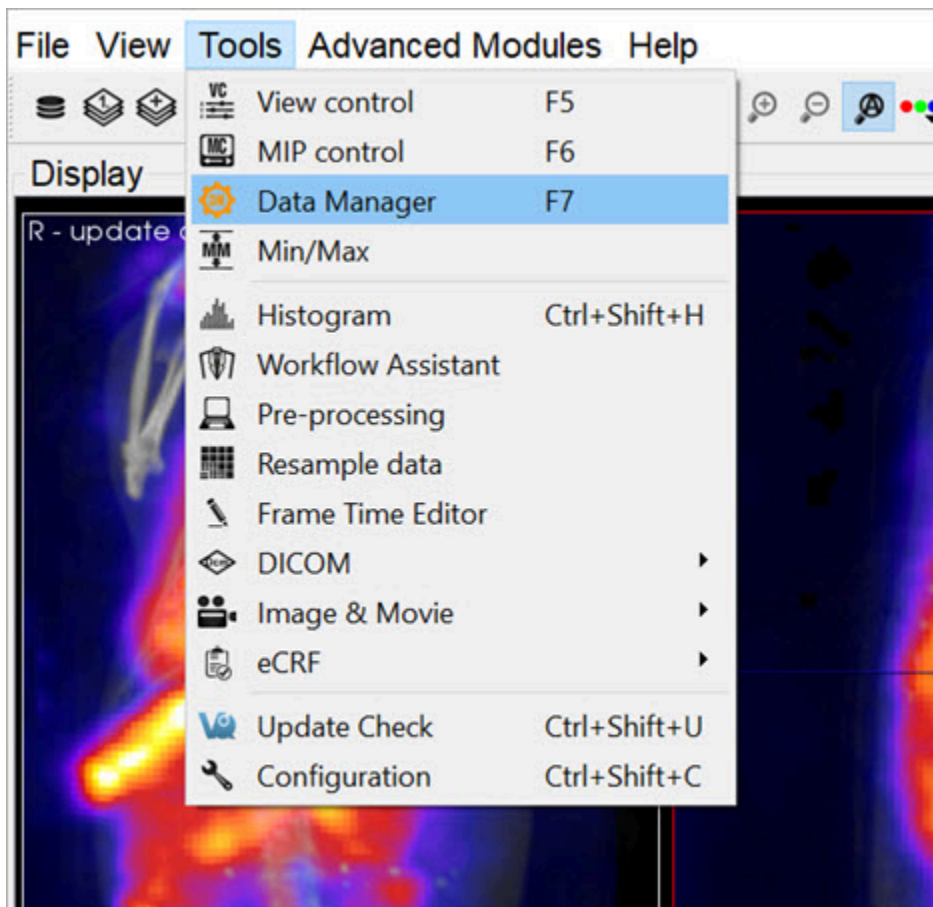 File View Tools Advanced Modules Help
VC View control F5
MC MIP control F6
Display
Data Manager F7
R - update
MM Min/Max
Histogram Ctrl+Shift+H
Workflow Assistant
Pre-processing
Resample data
Frame Time Editor
DICOM
Image & Movie
eCRF
Update Check Ctrl+Shift+U
Configuration Ctrl+Shift+C